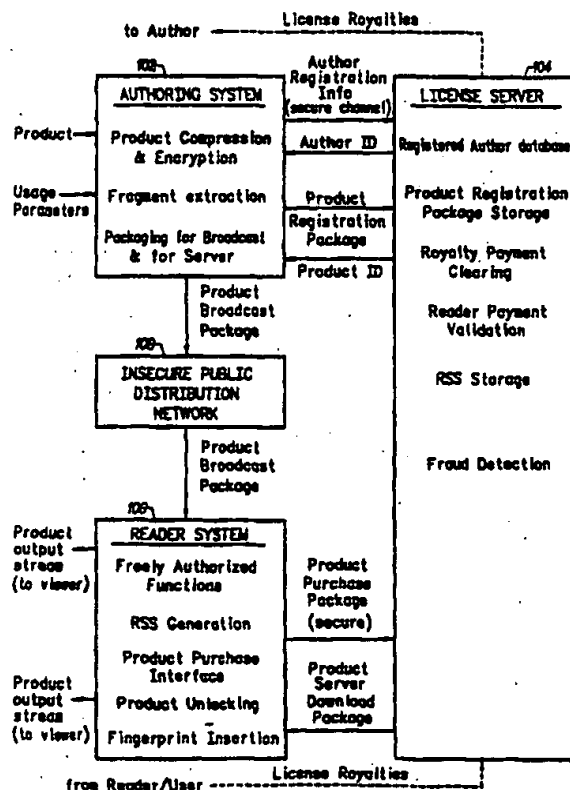 License Royalties
to Author
102
AUTHORING SYSTEM
Product Compression
& Encryption
Fragment extraction
Packaging for Broadcast
& for Server
Product
Usage
Parameters
Author
Registration
Info
(secure channel)
Author ID
Product
Registration
Package
Product ID
104
LICENSE SERVER
Registered Author database
Product Registration
Package Storage
Royalty Payment
Clearing
Reader Payment
Validation
RSS Storage
Fraud Detection
Product
Broadcast
Package
108
INSECURE PUBLIC
DISTRIBUTION
NETWORK
Product
Broadcast
Package
106
READER SYSTEM
Freely Authorized
Functions
RSS Generation
Product Purchase
Interface
Product Unlocking
Fingerprint Insertion
Product
output
stream
(to viewer)
Product
output
stream
(to viewer)
Product
Purchase
Package
(secure)
Product
Server
Download
Package
License Royalties
from Reader/User